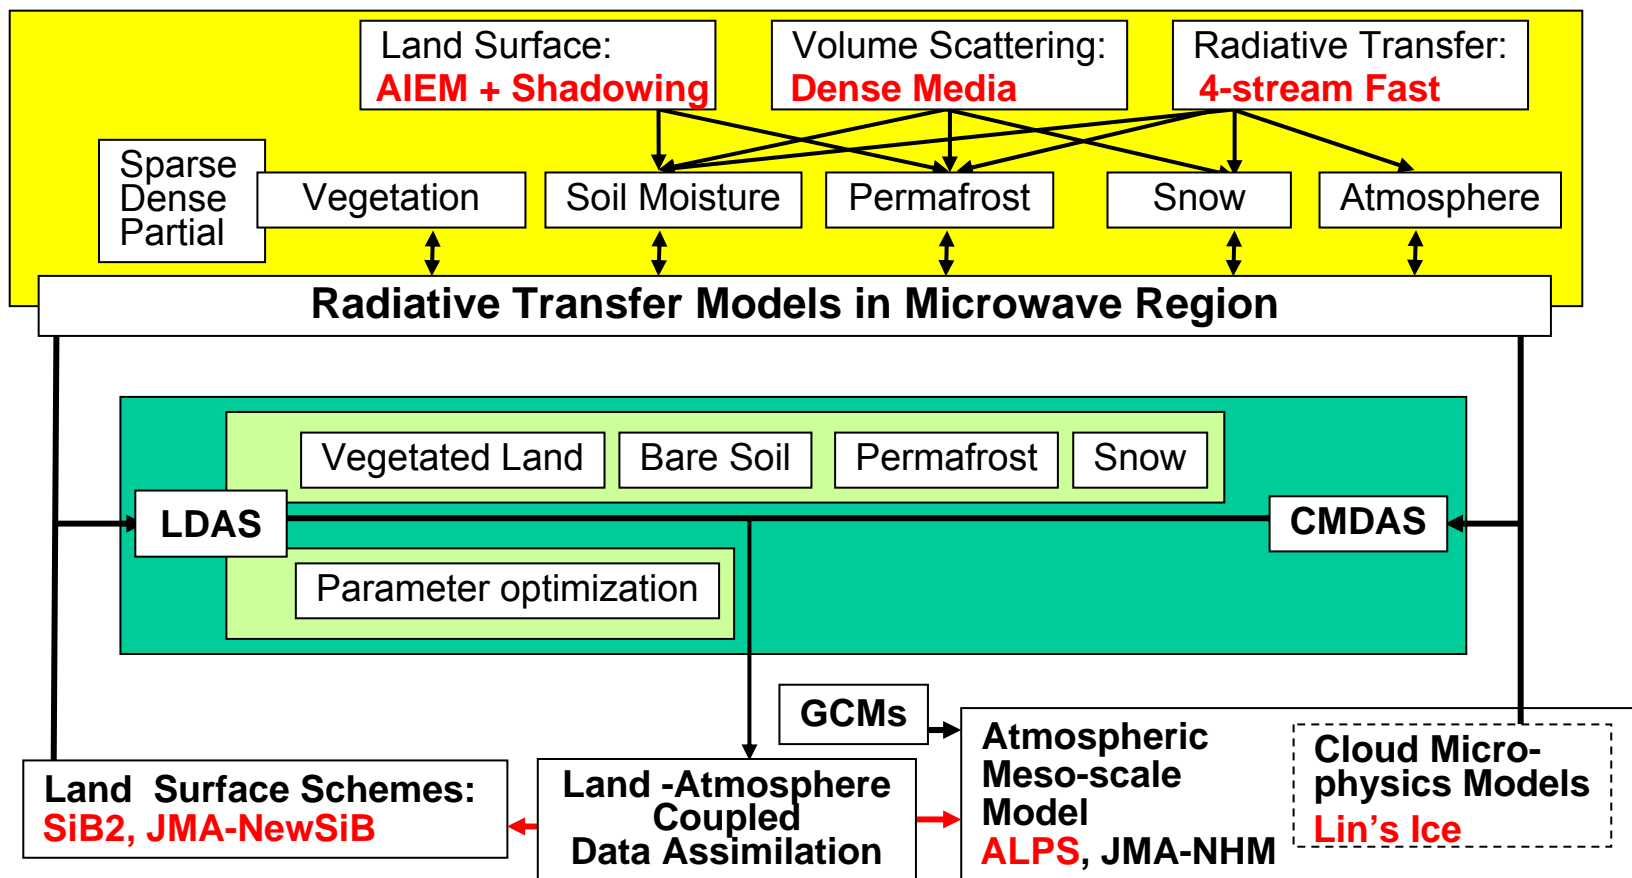 Land Surface:
AIEM + Shadowing
Volume Scattering:
Dense Media
Radiative Transfer:
4-stream Fast
Sparse
Dense
Partial
Vegetation
Soil Moisture
Permafrost
Snow
Atmosphere
Radiative Transfer Models in Microwave Region
Vegetated Land
Bare Soil
Permafrost
Snow
LDAS
CMDAS
Parameter optimization
GCMs
Land Surface Schemes:
SiB2, JMA-NewSiB
Land -Atmosphere
Coupled
Data Assimilation
Atmospheric
Meso-scale
Model
ALPS, JMA-NHM
Cloud Micro-
physics Models
Lin's Ice